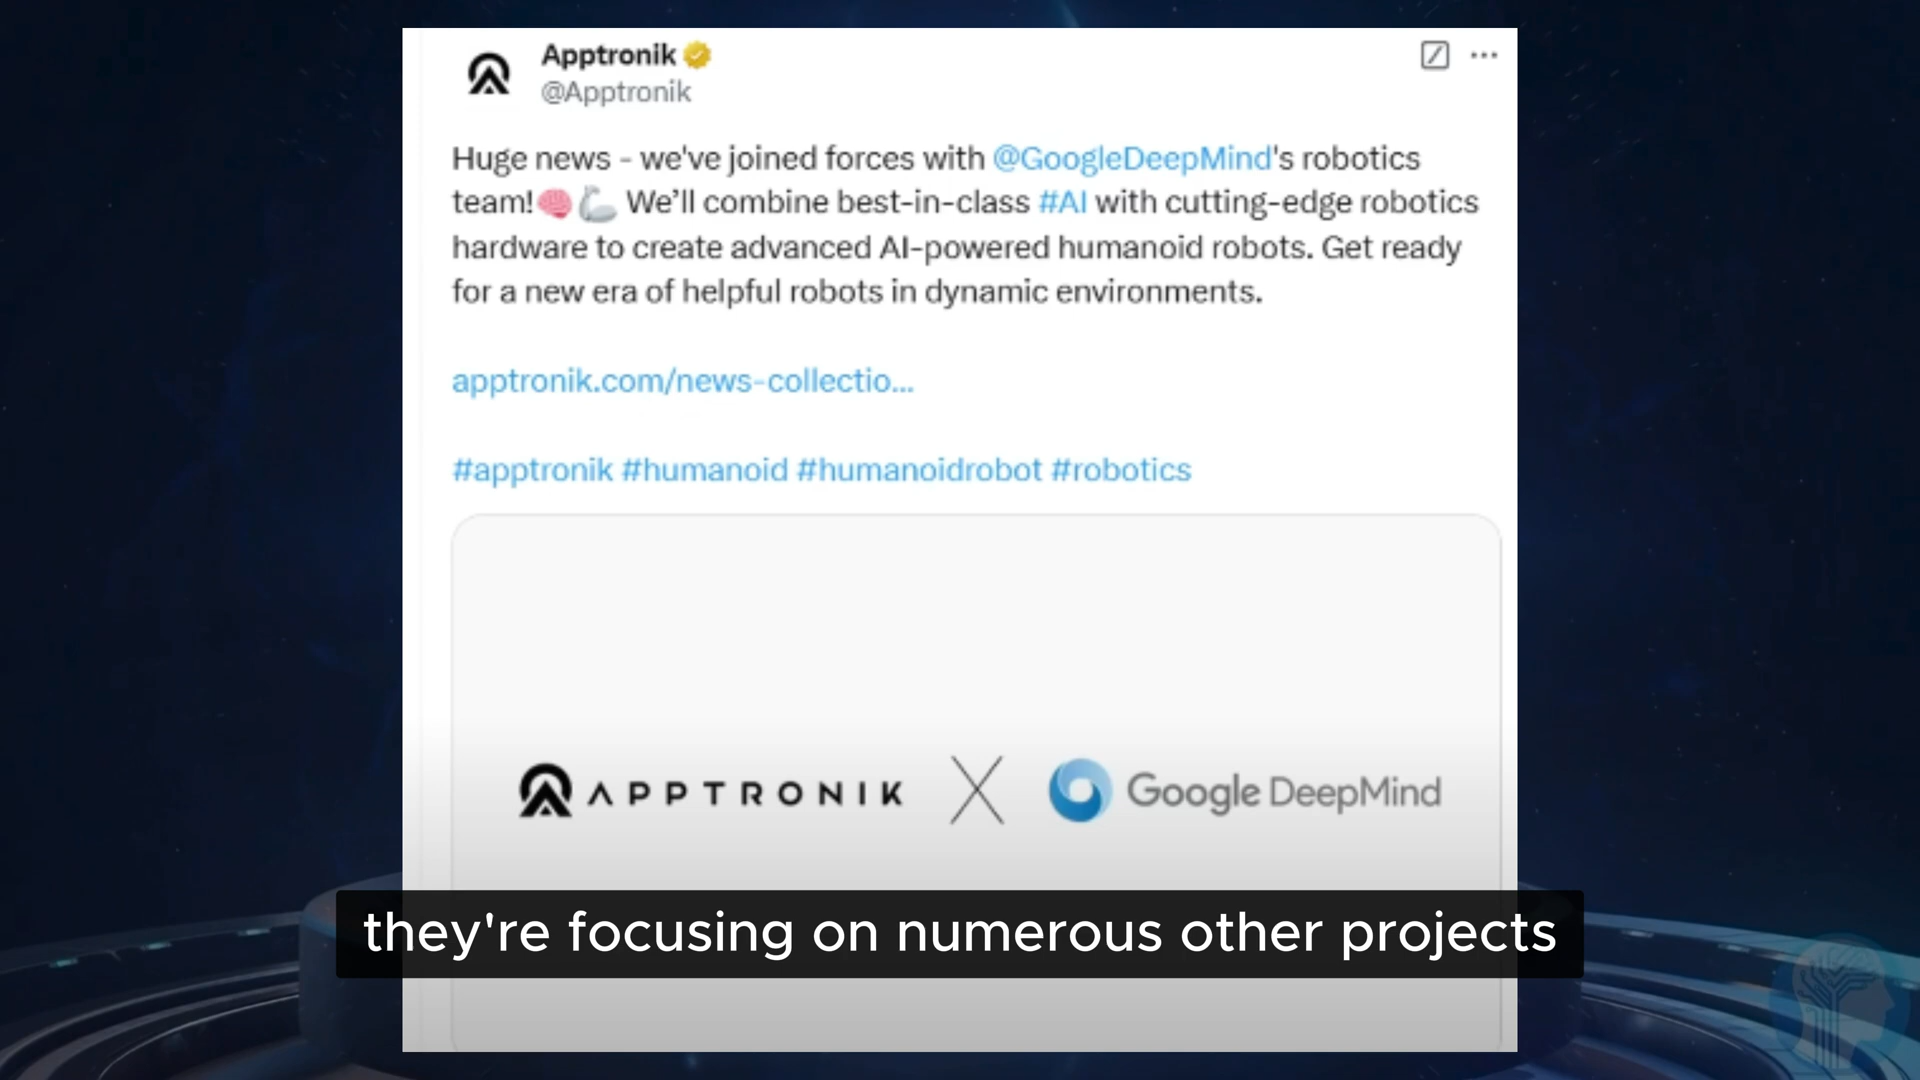 Apptronik
@Apptronik
Huge news - we've joined forces with @GoogleDeepMind's robotics
team!🧠🦾 We’ll combine best-in-class #AI with cutting-edge robotics
hardware to create advanced AI-powered humanoid robots. Get ready
for a new era of helpful robots in dynamic environments.
apptronik.com/news-collectio...
#apptronik #humanoid #humanoidrobot #robotics
APPTRONIK X Google DeepMind
they're focusing on numerous other projects